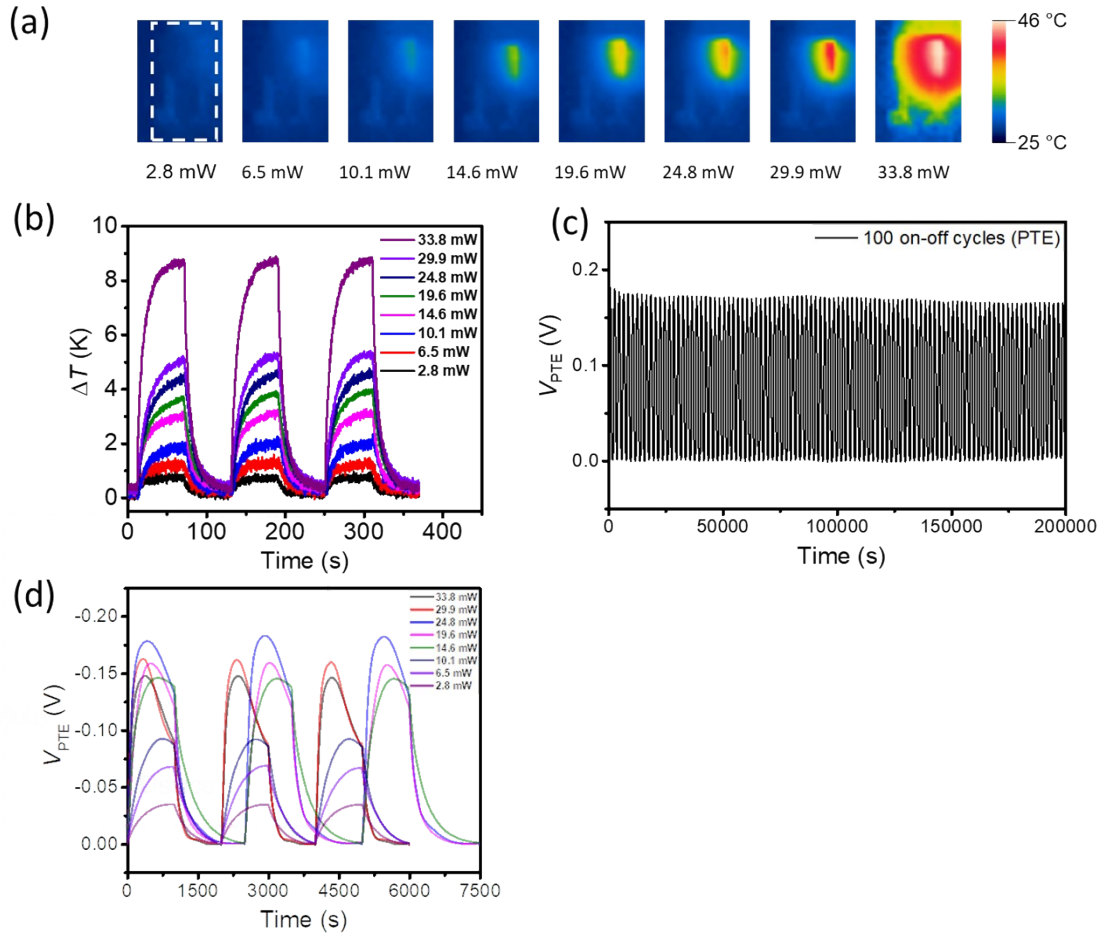 (a)
46 °C
25 °C
2.8 mW 6.5 mW 10.1 mW 14.6 mW 19.6 mW 24.8 mW 29.9 mW 33.8 mW
(b)
10
8
6
4
2
0
ΔT (K)
33.8 mW
29.9 mW
24.8 mW
19.6 mW
14.6 mW
10.1 mW
6.5 mW
2.8 mW
0 100 200 300 400
Time (s)
(c)
100 on-off cycles (PTE)
0.2
0.1
0.0
VPTE (V)
0 50000 100000 150000 200000
Time (s)
(d)
-0.20
-0.15
-0.10
-0.05
0.00
VPTE (V)
33.8 mW
29.9 mW
24.8 mW
19.6 mW
14.6 mW
10.1 mW
6.5 mW
2.8 mW
0 1500 3000 4500 6000 7500
Time (s)